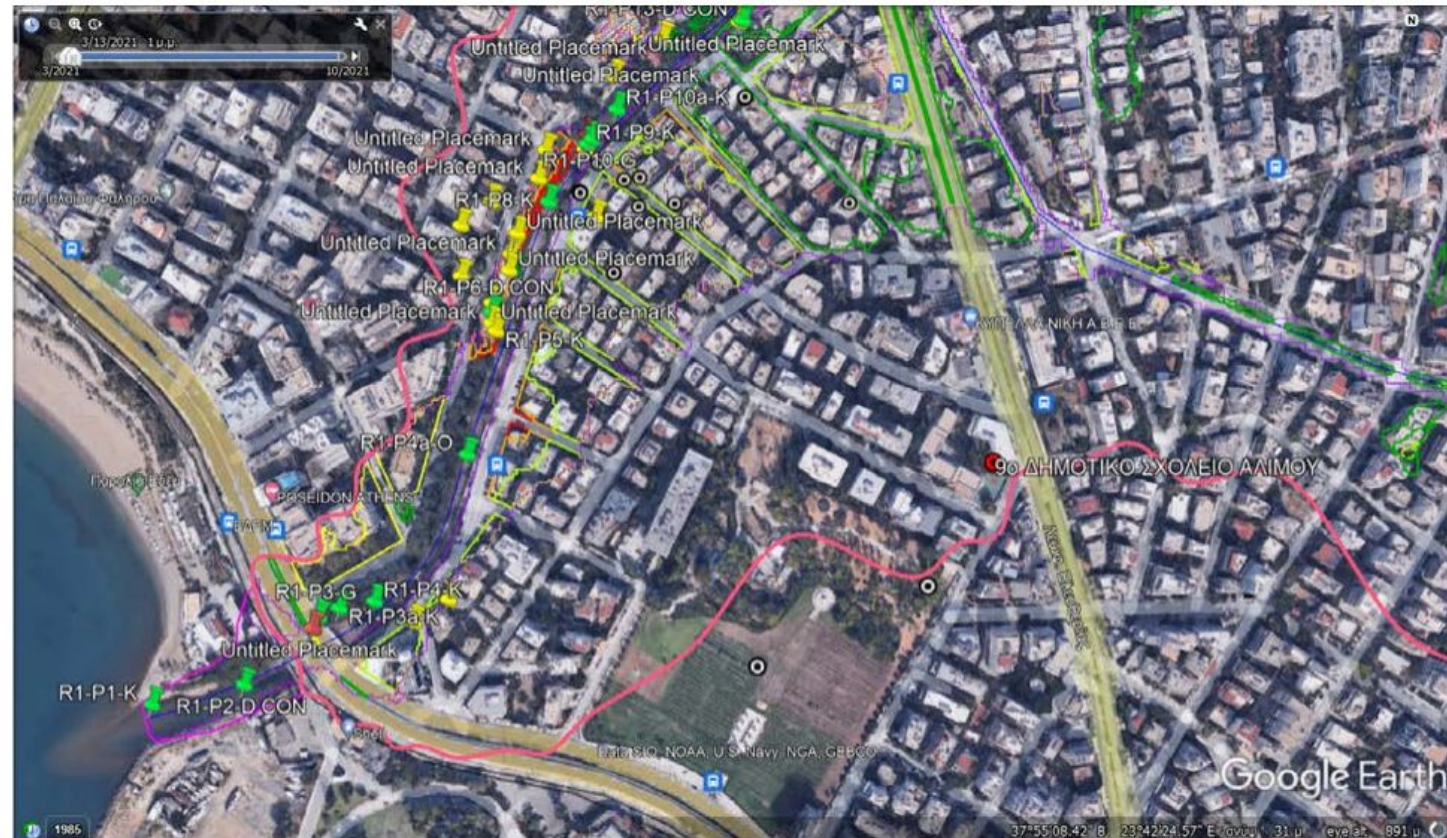 3/13/2021 1 μ.μ.
3/2021
10/2021
N
R1-P13-D CON
Untitled Placemark
Untitled Placemark
Untitled Placemark
R1-P10a-K
Untitled Placemark
R1-P9-K
Untitled Placemark
R1-P10-G
R1-P8-K
Untitled Placemark
Untitled Placemark
Untitled Placemark
R1-P6-D CON
Untitled Placemark
Untitled Placemark
R1-P5-K
R1-P4a-O
9ο ΔΗΜΟΤΙΚΟ ΣΧΟΛΕΙΟ ΑΛΙΜΟΥ
POSEIDON ATHENS
R1-P3-G
R1-P4-K
R1-P3a-K
Untitled Placemark
R1-P1-K
R1-P2-D CON
Shell
Data SIO, NOAA, U.S. Navy, NGA, GEBCO
Google Earth
1985
37°55'08.42" Β 23°42'24.57" Ε